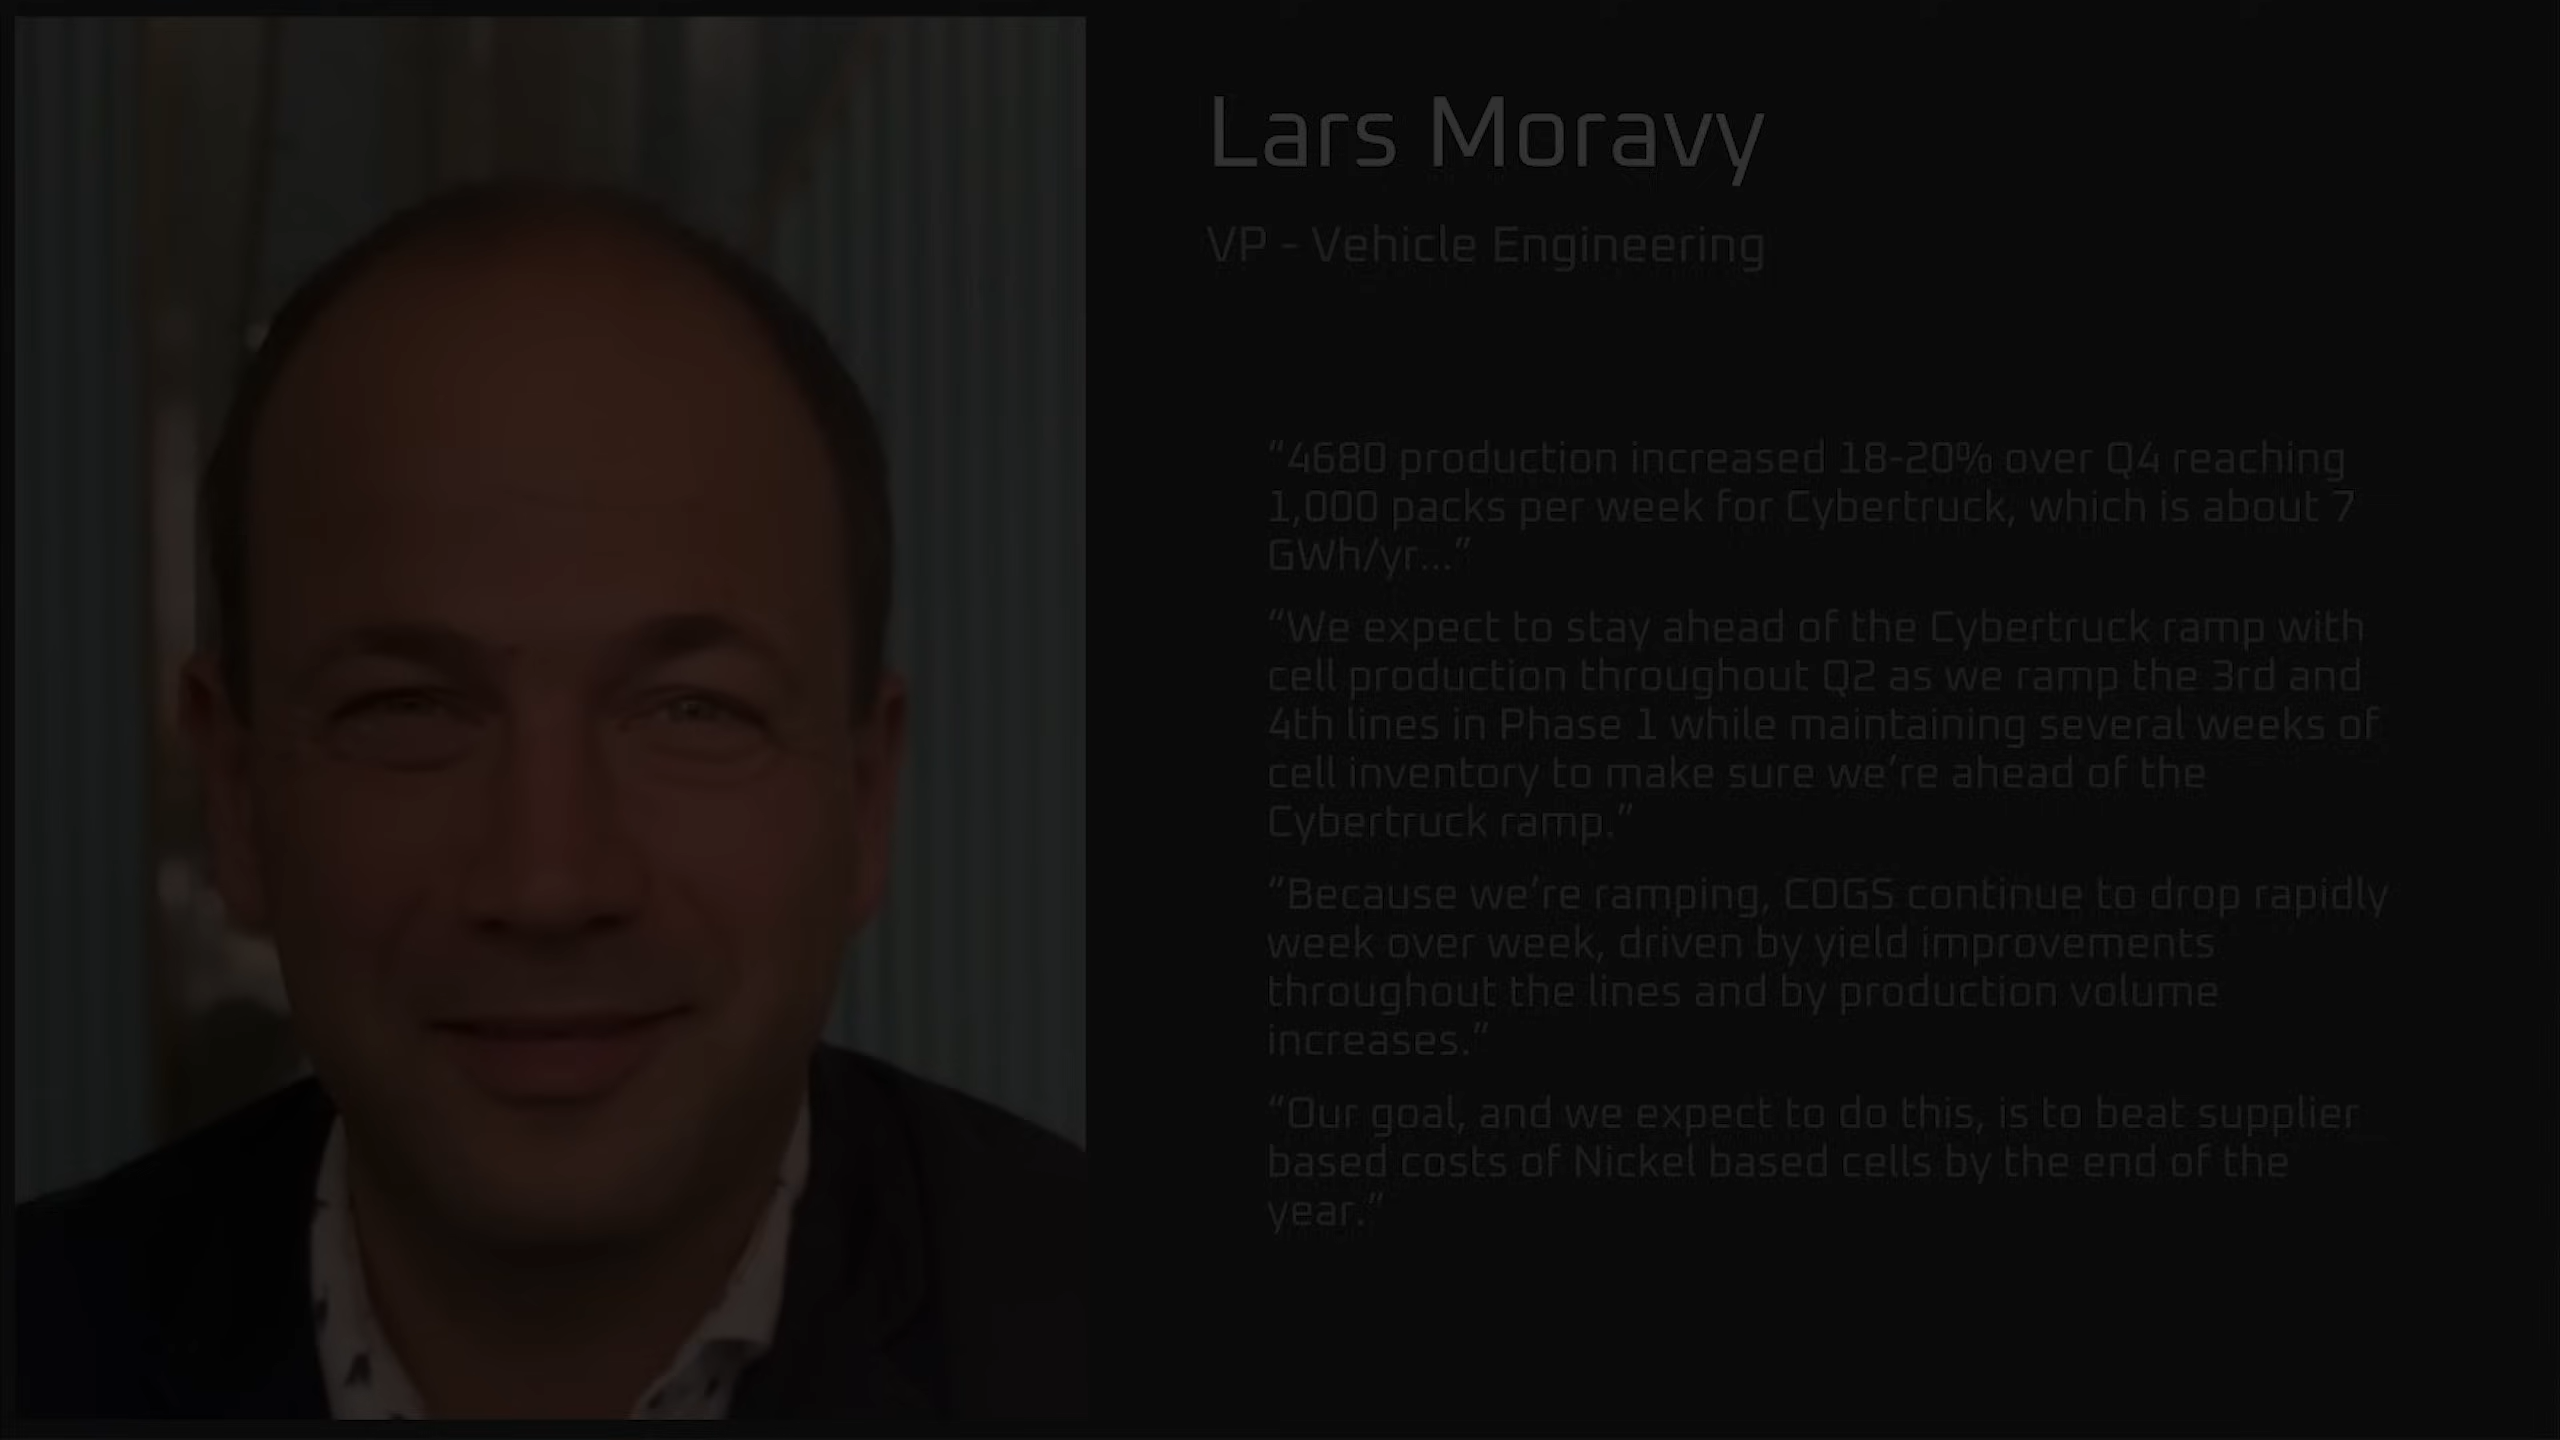 Lars Moravy
VP - Vehicle Engineering
“4680 production increased 18-20% over Q4 reaching
1,000 packs per week for Cybertruck, which is about 7
GWh/yr...”
“We expect to stay ahead of the Cybertruck ramp with
cell production throughout Q2 as we ramp the 3rd and
4th lines in Phase 1 while maintaining several weeks of
cell inventory to make sure we’re ahead of the
Cybertruck ramp.”
“Because we’re ramping, COGS continue to drop rapidly
week over week, driven by yield improvements
throughout the lines and by production volume
increases.”
“Our goal, and we expect to do this, is to beat supplier
based costs of Nickel based cells by the end of the
year.”